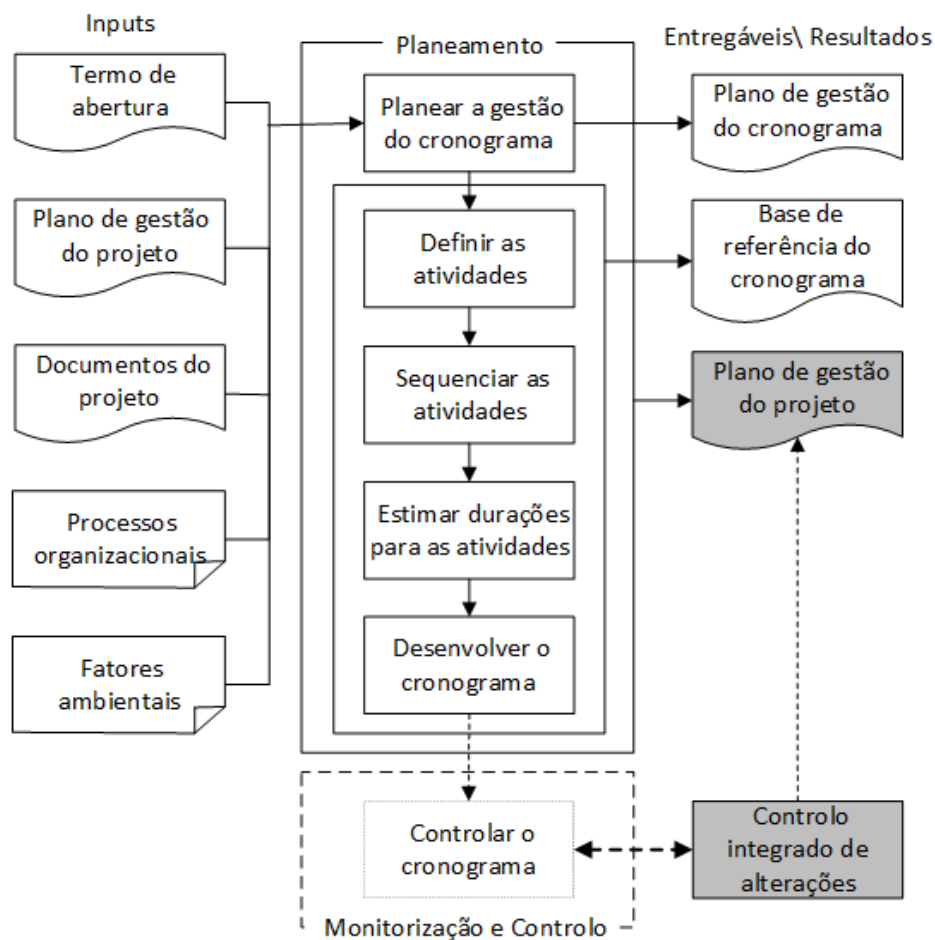 Inputs
Termo de
abertura
Plano de gestão
do projeto
Documentos do
projeto
Processos
organizacionais
Fatores
ambientais
Planeamento
Planear a gestão
do cronograma
Definir as
atividades
Sequenciar as
atividades
Estimar durações
para as atividades
Desenvolver o
cronograma
Controlar o
cronograma
Monitorização e Controlo
Entregáveis\ Resultados
Plano de gestão
do cronograma
Base de
referência do
cronograma
Plano de gestão
do projeto
Controlo
integrado de
alterações